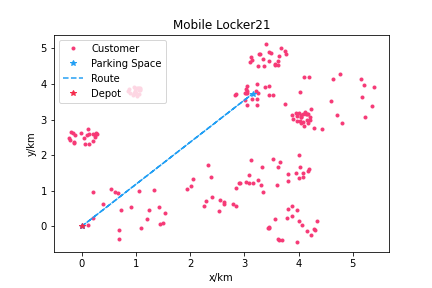 Mobile Locker21
Customer
Parking Space
Route
Depot
y/km
5
4
3
2
1
0
0
1
2
3
4
5
x/km